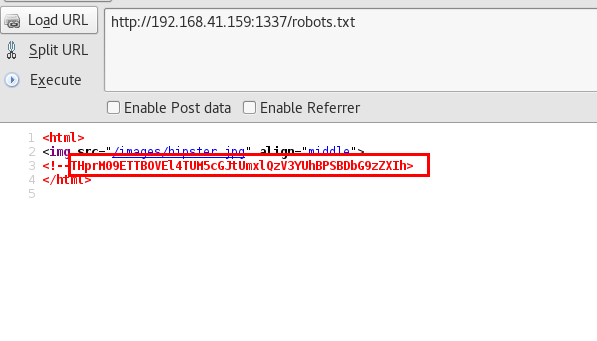 Load URL
http://192.168.41.159:1337/robots.txt
Split URL
Execute
Enable Post data
Enable Referrer
1 <html>
2 <img src="/images/hipster.jpg" align="middle">
3 <!--THprM09ETTBOVEl4TUM5cGJtUmxlQzV3YUhBPSBDbG9zZXIh>
4 </html>
5